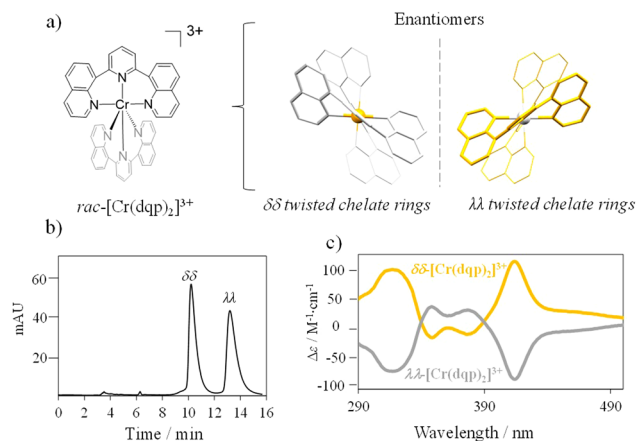 a)
3+
Enantiomers
N
N
Cr
N
N
N
N
rac-[Cr(dqp)₂]³⁺
δδ twisted chelate rings
λλ twisted chelate rings
b)
δδ
λλ
60
40
20
mAU
0 2 4 6 8 10 12 14 16
Time / min
c)
δδ-[Cr(dqp)₂]³⁺
λλ-[Cr(dqp)₂]³⁺
100
50
0
-50
-100
Δε / M⁻¹·cm⁻¹
290 390 490
Wavelength / nm